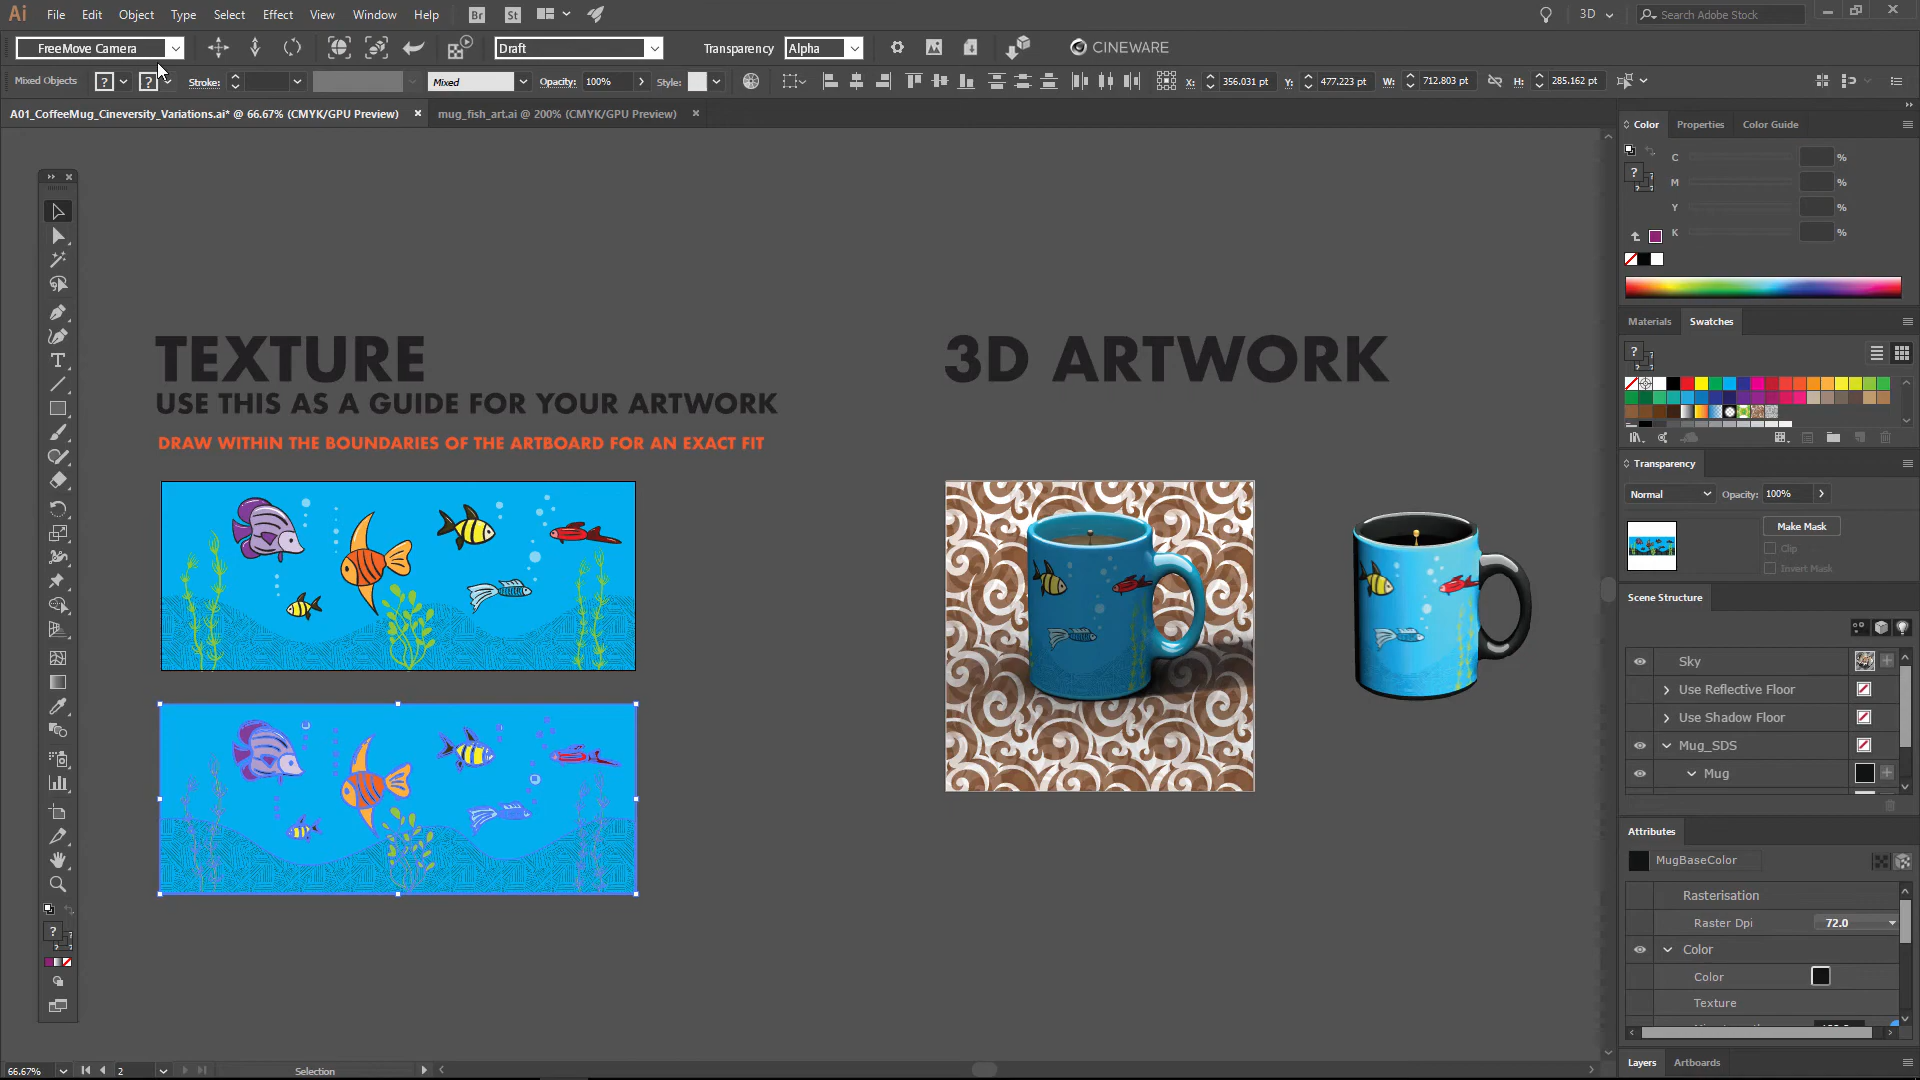 Ai File Edit Object Type Select Effect View Window Help Br St 3D Search Adobe Stock
FreeMove Camera Draft Transparency Alpha CINEWARE
Mixed Objects ? ? Stroke: Mixed Opacity: 100% Style: X: 356.031 pt Y: 477.223 pt W: 712.803 pt H: 285.162 pt
A01_CoffeeMug_Cineversity_Variations.ai* @ 66.67% (CMYK/GPU Preview) mug_fish_art.ai @ 200% (CMYK/GPU Preview)
Color Properties Color Guide
C %
M %
Y %
K %
Materials Swatches
Transparency
Normal Opacity: 100%
Make Mask
Clip
Invert Mask
Scene Structure
Sky
Use Reflective Floor
Use Shadow Floor
Mug_SDS
Mug
Attributes
MugBaseColor
Rasterisation
Raster Dpi 72.0
Color
Color
Texture
Layers Artboards
TEXTURE
USE THIS AS A GUIDE FOR YOUR ARTWORK
DRAW WITHIN THE BOUNDARIES OF THE ARTBOARD FOR AN EXACT FIT
3D ARTWORK
66.67% 2 Selection